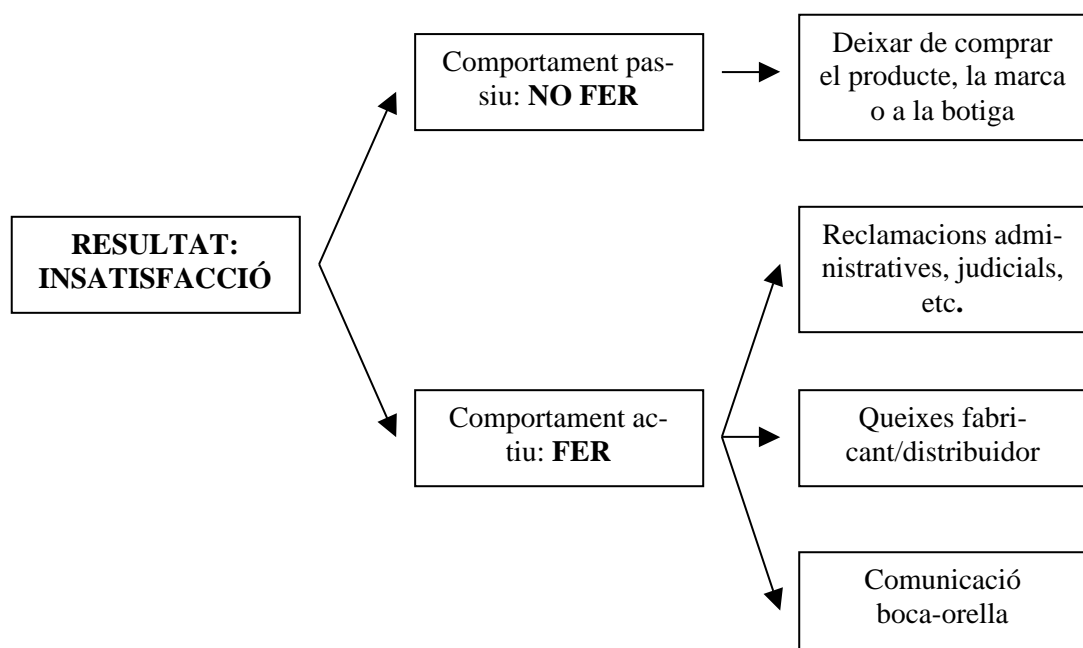 Comportament pas-
siu: NO FER
Deixar de comprar
el producte, la marca
o a la botiga
RESULTAT:
INSATISFACCIÓ
Reclamacions admi-
nistratives, judicials,
etc.
Comportament ac-
tiu: FER
Queixes fabri-
cant/distribuidor
Comunicació
boca-orella